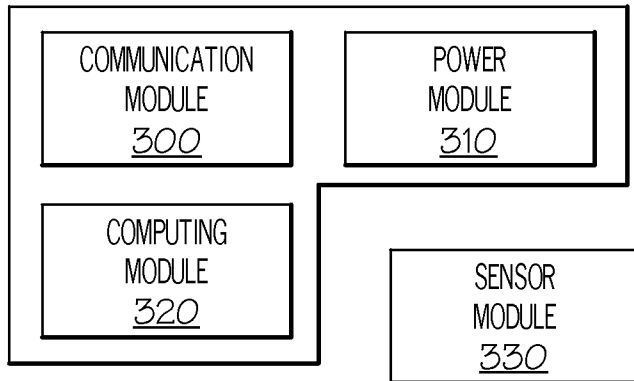 COMMUNICATION
MODULE
300
POWER
MODULE
310
COMPUTING
MODULE
320
SENSOR
MODULE
330